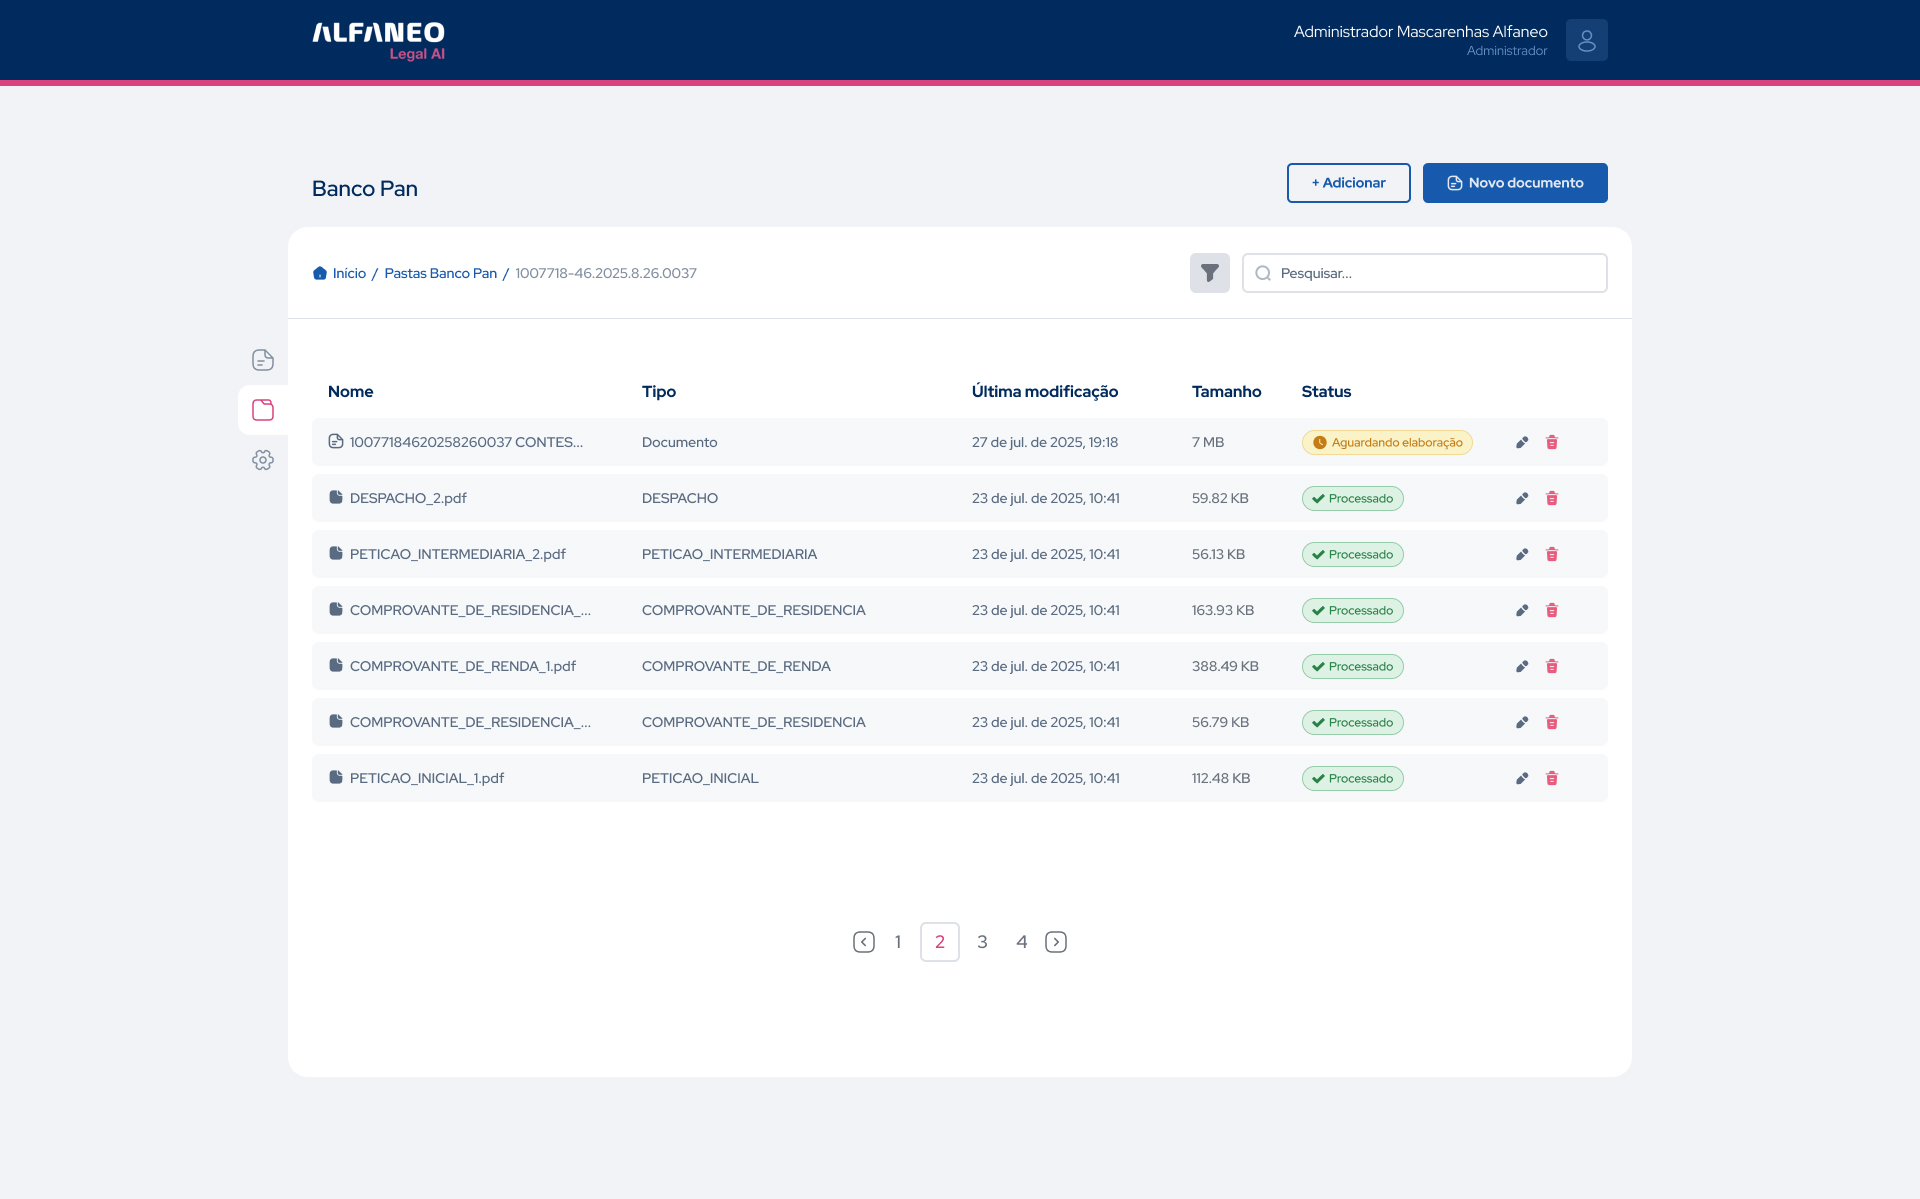 ALFANEO
Legal AI
Administrador Mascarenhas Alfaneo
Administrador
Banco Pan
+ Adicionar
Novo documento
Início / Pastas Banco Pan / 1007718-46.2025.8.26.0037
Pesquisar...
Nome Tipo Última modificação Tamanho Status
10077184620258260037 CONTES... Documento 27 de jul. de 2025, 19:18 7 MB Aguardando elaboração
DESPACHO_2.pdf DESPACHO 23 de jul. de 2025, 10:41 59.82 KB Processado
PETICAO_INTERMEDIARIA_2.pdf PETICAO_INTERMEDIARIA 23 de jul. de 2025, 10:41 56.13 KB Processado
COMPROVANTE_DE_RESIDENCIA_... COMPROVANTE_DE_RESIDENCIA 23 de jul. de 2025, 10:41 163.93 KB Processado
COMPROVANTE_DE_RENDA_1.pdf COMPROVANTE_DE_RENDA 23 de jul. de 2025, 10:41 388.49 KB Processado
COMPROVANTE_DE_RESIDENCIA_... COMPROVANTE_DE_RESIDENCIA 23 de jul. de 2025, 10:41 56.79 KB Processado
PETICAO_INICIAL_1.pdf PETICAO_INICIAL 23 de jul. de 2025, 10:41 112.48 KB Processado
1 2 3 4